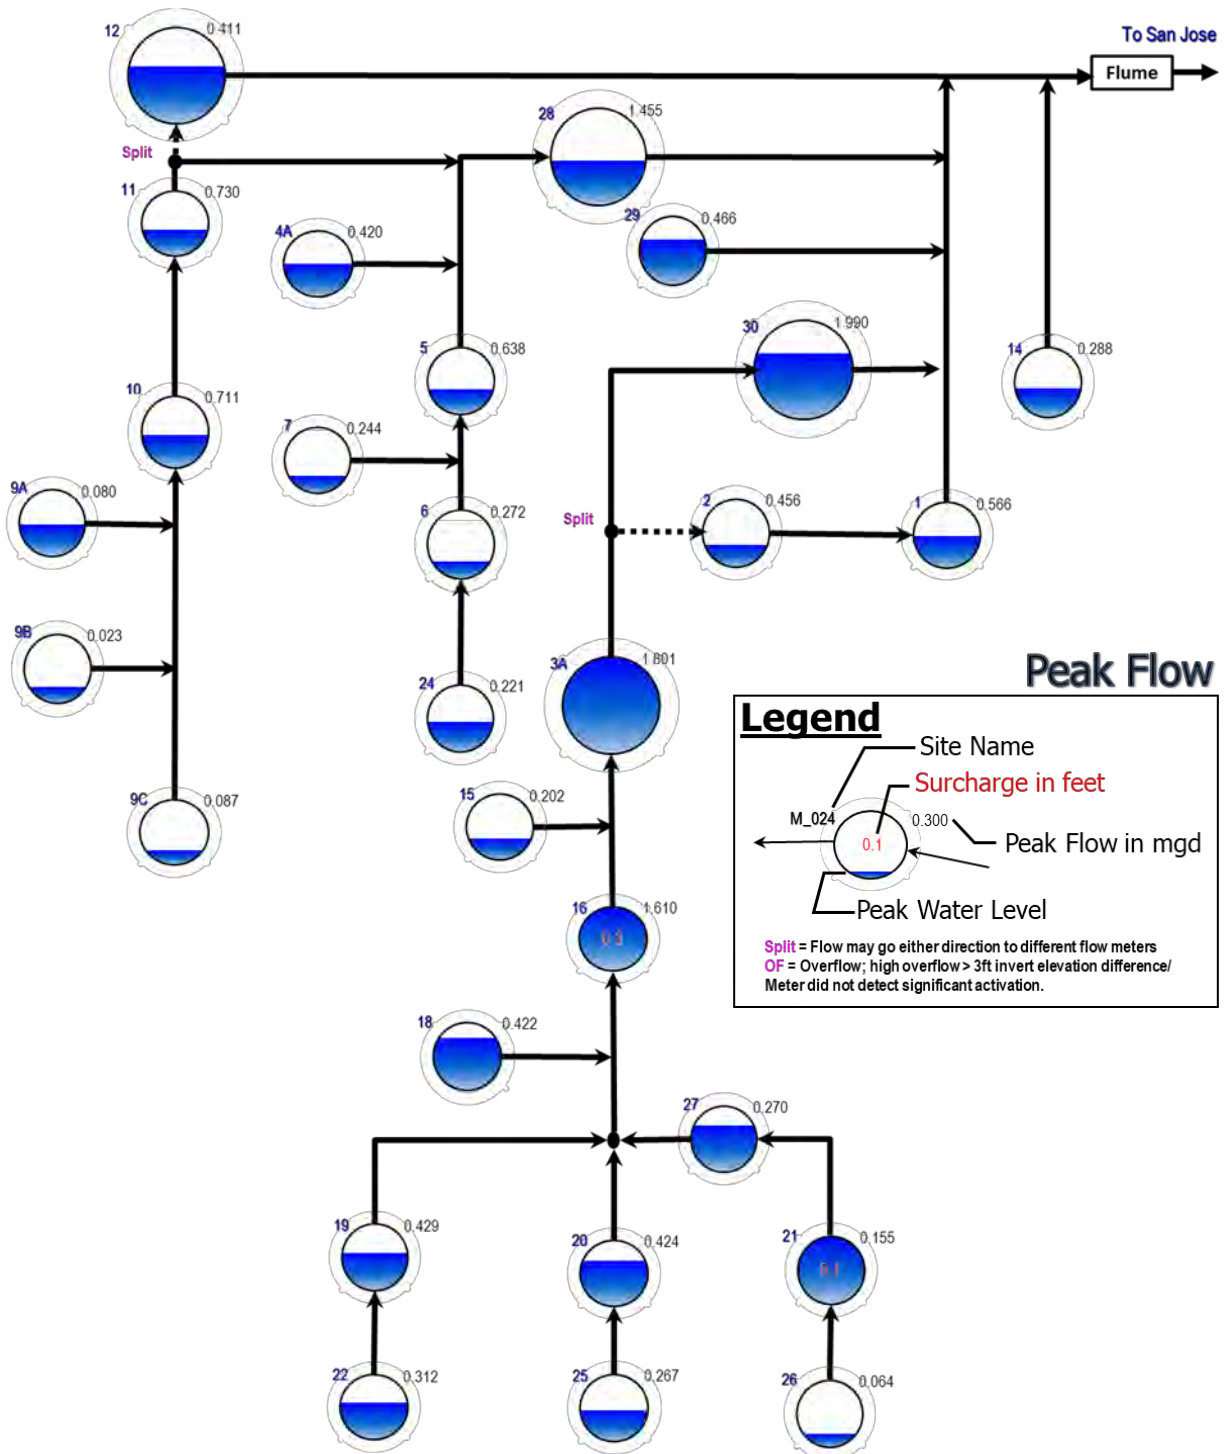 12
0.411
To San Jose
Flume
28
1.455
Split
11
0.730
4A
0.420
29
0.466
30
1.990
5
0.638
14
0.288
10
0.711
7
0.244
9A
0.080
6
0.272
2
0.456
1
0.566
Split
9B
0.023
3A
1.801
24
0.221
9C
0.087
15
0.202
16
1.610
0.3
18
0.422
27
0.270
19
0.429
20
0.424
21
0.155
0.1
22
0.312
25
0.267
26
0.064
Peak Flow
Legend
Site Name
Surcharge in feet
M_024
0.300
0.1
Peak Flow in mgd
Peak Water Level
Split = Flow may go either direction to different flow meters
OF = Overflow; high overflow > 3ft invert elevation difference/
Meter did not detect significant activation.